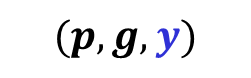 (p, g, y)